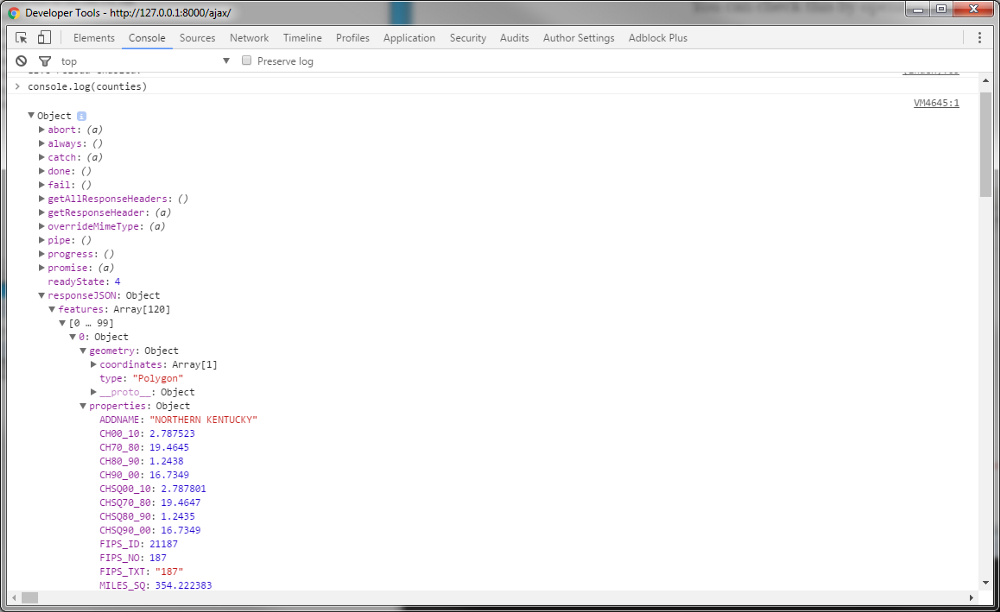 Developer Tools - http://127.0.0.1:8000/ajax/
Elements Console Sources Network Timeline Profiles Application Security Audits Author Settings Adblock Plus
top Preserve log
> console.log(counties)
VM4645:1
▼Object i
▶abort: (a)
▶always: ()
▶catch: (a)
▶done: ()
▶fail: ()
▶getAllResponseHeaders: ()
▶getResponseHeader: (a)
▶overrideMimeType: (a)
▶pipe: ()
▶progress: ()
▶promise: (a)
readyState: 4
▼responseJSON: Object
▼features: Array[120]
▼[0 … 99]
▼0: Object
▼geometry: Object
▶coordinates: Array[1]
type: "Polygon"
▶__proto__: Object
▼properties: Object
ADDNAME: "NORTHERN KENTUCKY"
CH00_10: 2.787523
CH70_80: 19.4645
CH80_90: 1.2438
CH90_00: 16.7349
CHSQ00_10: 2.787801
CHSQ70_80: 19.4647
CHSQ80_90: 1.2435
CHSQ90_00: 16.7349
FIPS_ID: 21187
FIPS_NO: 187
FIPS_TXT: "187"
MILES_SQ: 354.222383